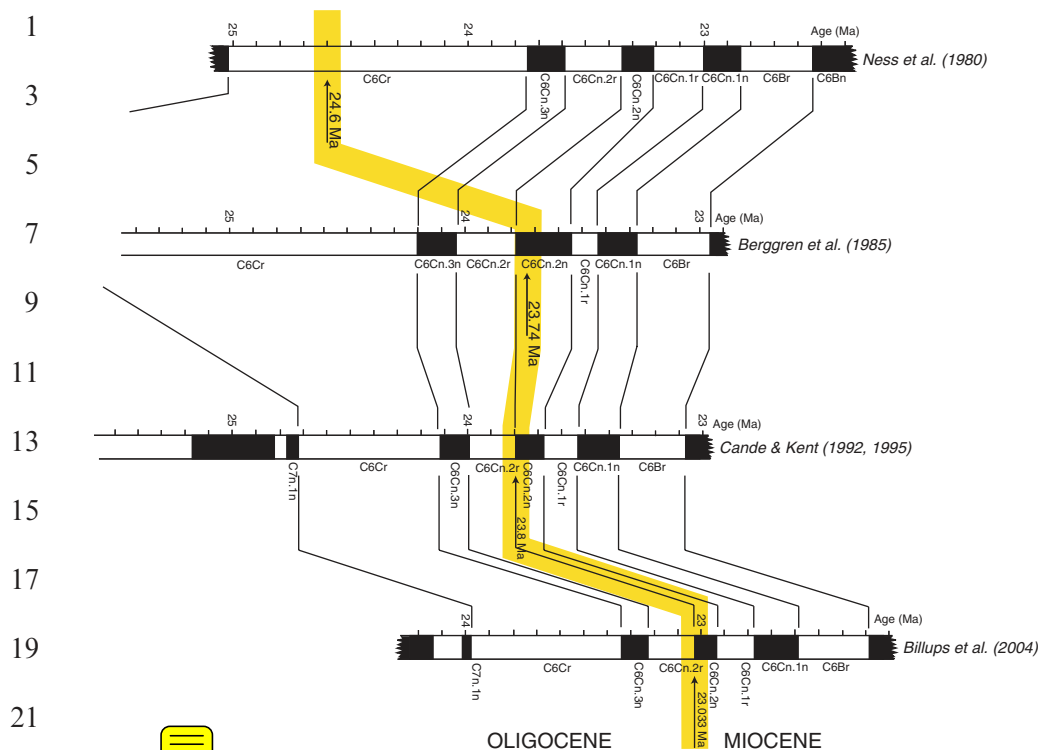 1
25 24 23 Age (Ma)
Ness et al. (1980)
C6Cr C6Cn.3n C6Cn.2r C6Cn.2n C6Cn.1r C6Cn.1n C6Br C6Bn
3
24.6 Ma
5
7
25 24 23 Age (Ma)
Berggren et al. (1985)
C6Cr C6Cn.3n C6Cn.2r C6Cn.2n C6Cn.1r C6Cn.1n C6Br
9
23.74 Ma
11
25 24 23 Age (Ma)
13
Cande & Kent (1992, 1995)
C7n.1n C6Cr C6Cn.3n C6Cn.2r C6Cn.2n C6Cn.1r C6Cn.1n C6Br
15
23.8 Ma
17
24 23 Age (Ma)
19
Billups et al. (2004)
C7n.1n C6Cr C6Cn.3n C6Cn.2r C6Cn.2n C6Cn.1r C6Cn.1n C6Br
23.033 Ma
21
OLIGOCENE MIOCENE